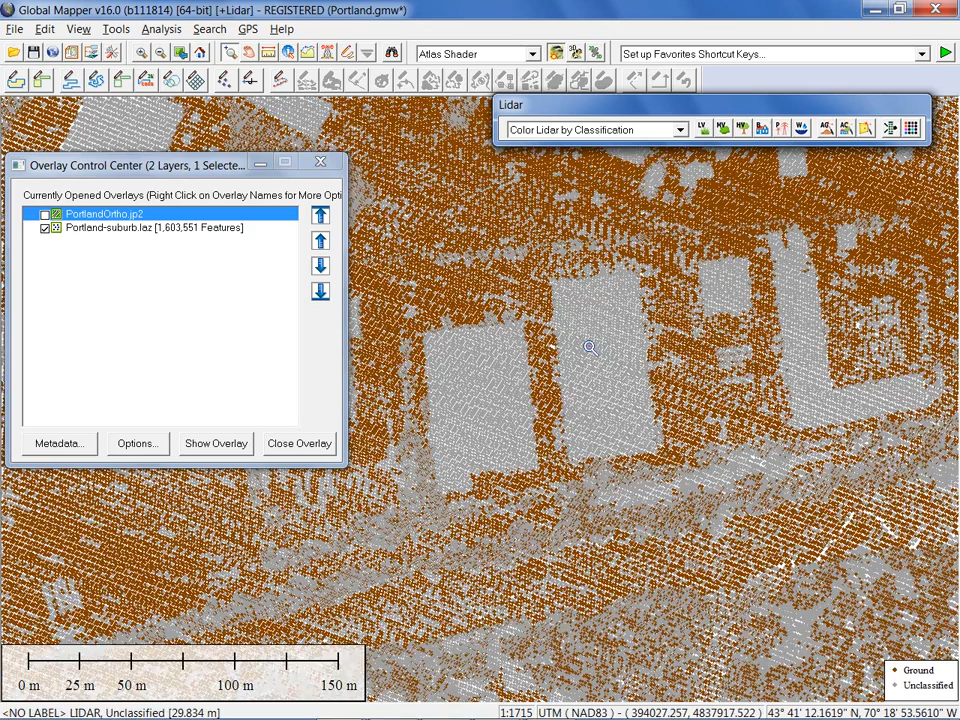 Global Mapper v16.0 (b111814) [64-bit] [+Lidar] - REGISTERED (Portland.gmw*)
File Edit View Tools Analysis Search GPS Help
Atlas Shader
Set up Favorites Shortcut Keys...
Lidar
Color Lidar by Classification
Overlay Control Center (2 Layers, 1 Selecte...
Currently Opened Overlays (Right Click on Overlay Names for More Opti
PortlandOrtho.jp2
Portland-suburb.laz [1,603,551 Features]
Metadata... Options... Show Overlay Close Overlay
0 m 25 m 50 m 100 m 150 m
Ground
Unclassified
<NO LABEL> LIDAR, Unclassified [29.834 m]
1:1715 UTM ( NAD83) - ( 394027.257, 4837917.522 ) 43° 41' 12.1619" N, 70° 18' 53.5610" W